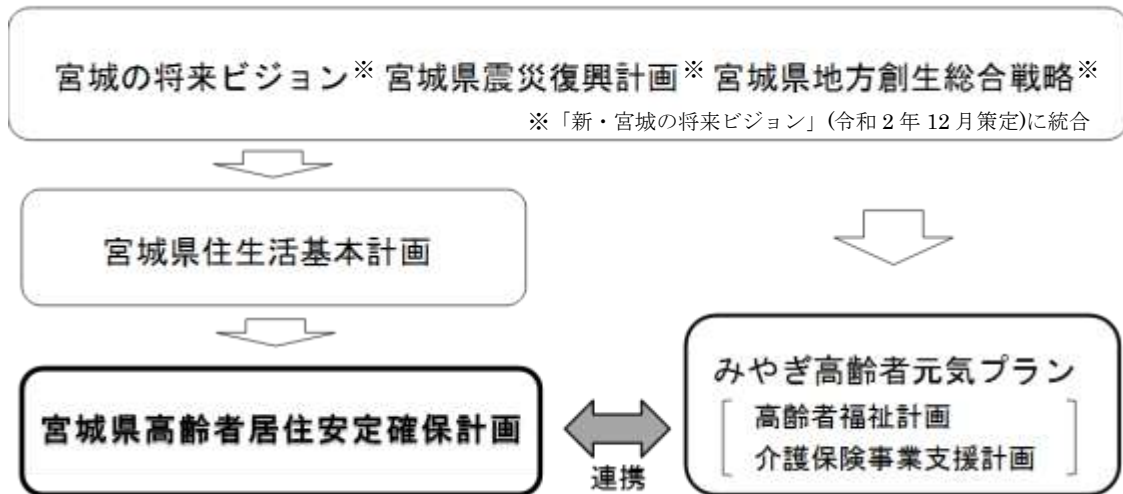 宮城の将来ビジョン※ 宮城県震災復興計画※ 宮城県地方創生総合戦略※
※「新・宮城の将来ビジョン」(令和2年12月策定)に統合
宮城県住生活基本計画
宮城県高齢者居住安定確保計画
連携
みやぎ高齢者元気プラン
高齢者福祉計画
介護保険事業支援計画